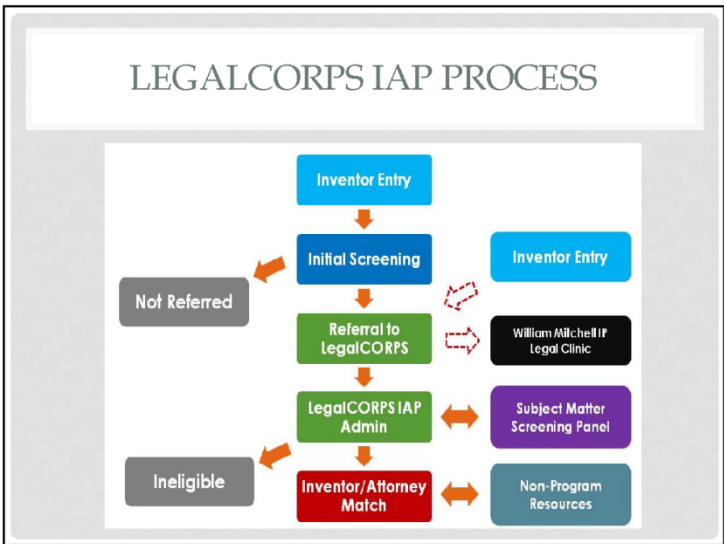 LEGALCORPS IAP PROCESS
Inventor Entry
Initial Screening
Inventor Entry
Not Referred
Referral to
LegalCORPS
William Mitchell IP
Legal Clinic
LegalCORPS IAP
Admin
Subject Matter
Screening Panel
Ineligible
Inventor/Attorney
Match
Non-Program
Resources